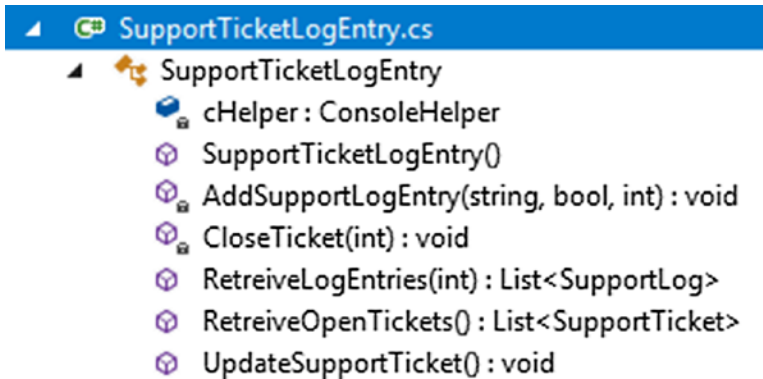 C# SupportTicketLogEntry.cs
SupportTicketLogEntry
cHelper : ConsoleHelper
SupportTicketLogEntry()
AddSupportLogEntry(string, bool, int) : void
CloseTicket(int) : void
RetreiveLogEntries(int) : List<SupportLog>
RetreiveOpenTickets() : List<SupportTicket>
UpdateSupportTicket() : void